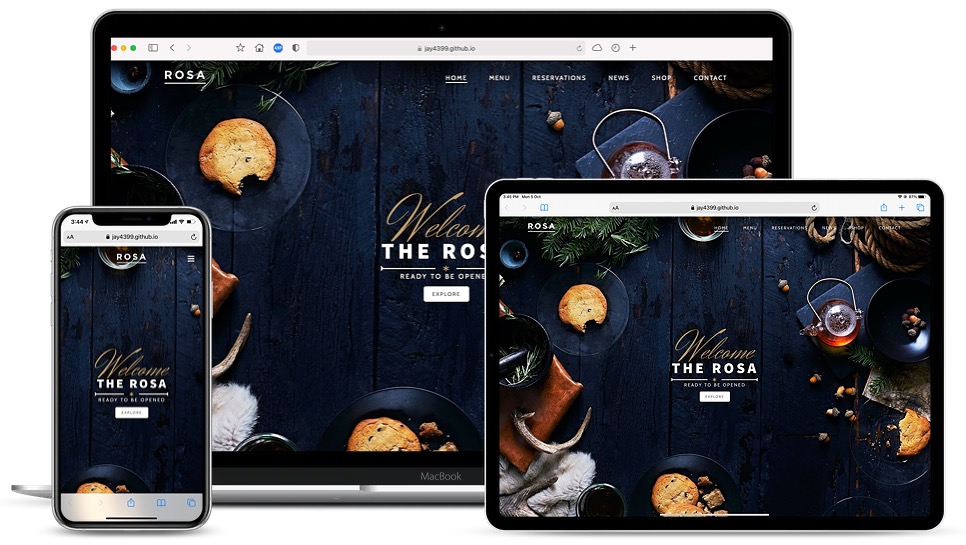 jay4399.github.io
ROSA
HOME MENU RESERVATIONS NEWS SHOP CONTACT
Welcom
THE ROS
READY TO BE OPENE
EXPLORE
MacBook
3:44
AA jay4399.github.io
ROSA
Welcome
THE ROSA
READY TO BE OPENED
EXPLORE
3:45 PM Mon 5 Oct 87%
AA jay4399.github.io
ROSA
HOME MENU RESERVATIONS NEWS SHOP CONTACT
Welcome
THE ROSA
READY TO BE OPENED
EXPLORE